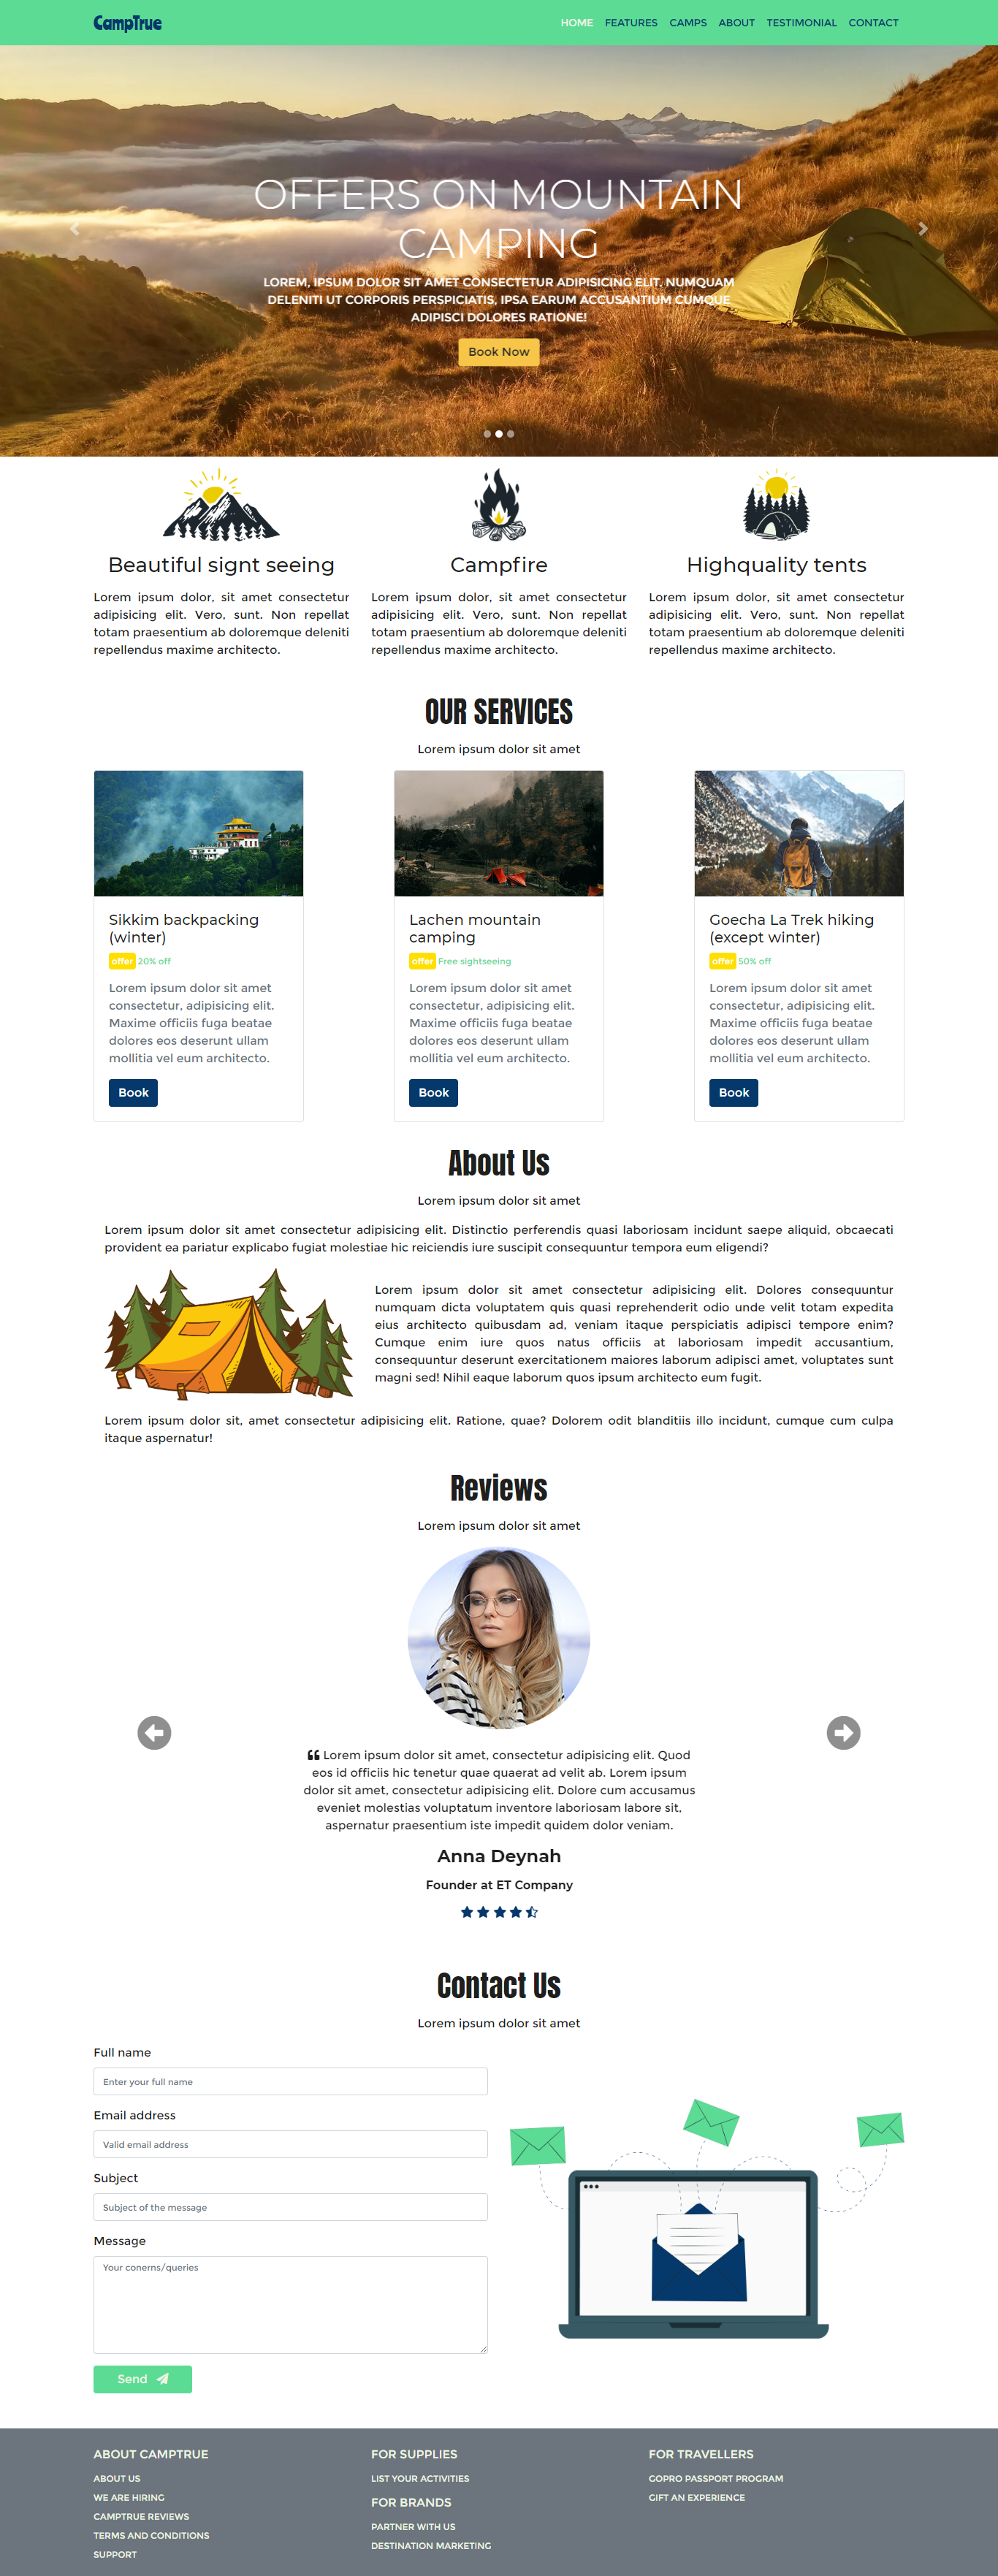 CampTrue
HOME FEATURES CAMPS ABOUT TESTIMONIAL CONTACT
OFFERS ON MOUNTAIN
CAMPING
LOREM, IPSUM DOLOR SIT AMET CONSECTETUR ADIPISICING ELIT. NUMQUAM
DELENITI UT CORPORIS PERSPICIATIS, IPSA EARUM ACCUSANTIUM CUMQUE
ADIPISCI DOLORES RATIONE!
Book Now
Beautiful signt seeing
Lorem ipsum dolor, sit amet consectetur
adipisicing elit. Vero, sunt. Non repellat
totam praesentium ab doloremque deleniti
repellendus maxime architecto.
Campfire
Lorem ipsum dolor, sit amet consectetur
adipisicing elit. Vero, sunt. Non repellat
totam praesentium ab doloremque deleniti
repellendus maxime architecto.
Highquality tents
Lorem ipsum dolor, sit amet consectetur
adipisicing elit. Vero, sunt. Non repellat
totam praesentium ab doloremque deleniti
repellendus maxime architecto.
OUR SERVICES
Lorem ipsum dolor sit amet
Sikkim backpacking
(winter)
offer 20% off
Lorem ipsum dolor sit amet
consectetur, adipisicing elit.
Maxime officiis fuga beatae
dolores eos deserunt ullam
mollitia vel eum architecto.
Book
Lachen mountain
camping
offer Free sightseeing
Lorem ipsum dolor sit amet
consectetur, adipisicing elit.
Maxime officiis fuga beatae
dolores eos deserunt ullam
mollitia vel eum architecto.
Book
Goecha La Trek hiking
(except winter)
offer 50% off
Lorem ipsum dolor sit amet
consectetur, adipisicing elit.
Maxime officiis fuga beatae
dolores eos deserunt ullam
mollitia vel eum architecto.
Book
About Us
Lorem ipsum dolor sit amet
Lorem ipsum dolor sit amet consectetur adipisicing elit. Distinctio perferendis quasi laboriosam incidunt saepe aliquid, obcaecati
provident ea pariatur explicabo fugiat molestiae hic reiciendis iure suscipit consequuntur tempora eum eligendi?
Lorem ipsum dolor sit amet consectetur adipisicing elit. Dolores consequuntur
numquam dicta voluptatem quis quasi reprehenderit odio unde velit totam expedita
eius architecto quibusdam ad, veniam itaque perspiciatis adipisci tempore enim?
Cumque enim iure quos natus officiis at laboriosam impedit accusantium,
consequuntur deserunt exercitationem maiores laborum adipisci amet, voluptates sunt
magni sed! Nihil eaque laborum quos ipsum architecto eum fugit.
Lorem ipsum dolor sit, amet consectetur adipisicing elit. Ratione, quae? Dolorem odit blanditiis illo incidunt, cumque cum culpa
itaque aspernatur!
Reviews
Lorem ipsum dolor sit amet
“ Lorem ipsum dolor sit amet, consectetur adipisicing elit. Quod
eos id officiis hic tenetur quae quaerat ad velit ab. Lorem ipsum
dolor sit amet, consectetur adipisicing elit. Dolore cum accusamus
eveniet molestias voluptatum inventore laboriosam labore sit,
aspernatur praesentium iste impedit quidem dolor veniam.
Anna Deynah
Founder at ET Company
Contact Us
Lorem ipsum dolor sit amet
Full name
Enter your full name
Email address
Valid email address
Subject
Subject of the message
Message
Your conerns/queries
Send
ABOUT CAMPTRUE
ABOUT US
WE ARE HIRING
CAMPTRUE REVIEWS
TERMS AND CONDITIONS
SUPPORT
FOR SUPPLIES
LIST YOUR ACTIVITIES
FOR BRANDS
PARTNER WITH US
DESTINATION MARKETING
FOR TRAVELLERS
GOPRO PASSPORT PROGRAM
GIFT AN EXPERIENCE